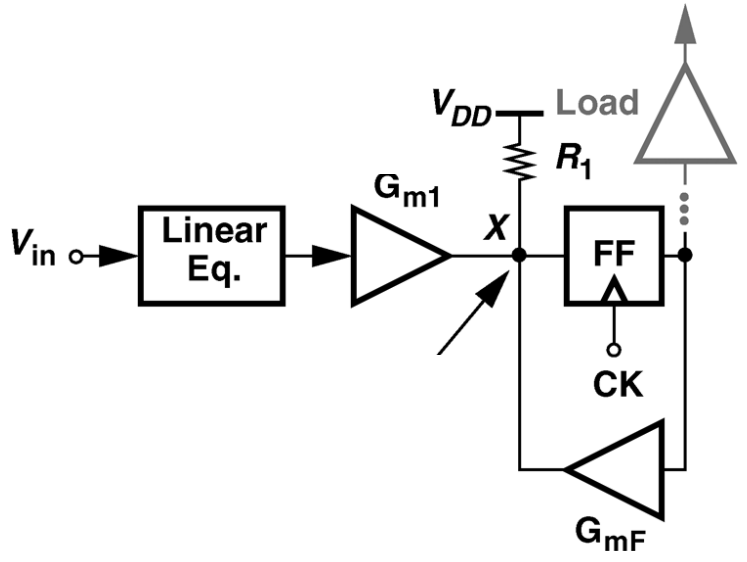 VDD
Load
R1
Gm1
X
Vin
Linear
Eq.
FF
CK
GmF